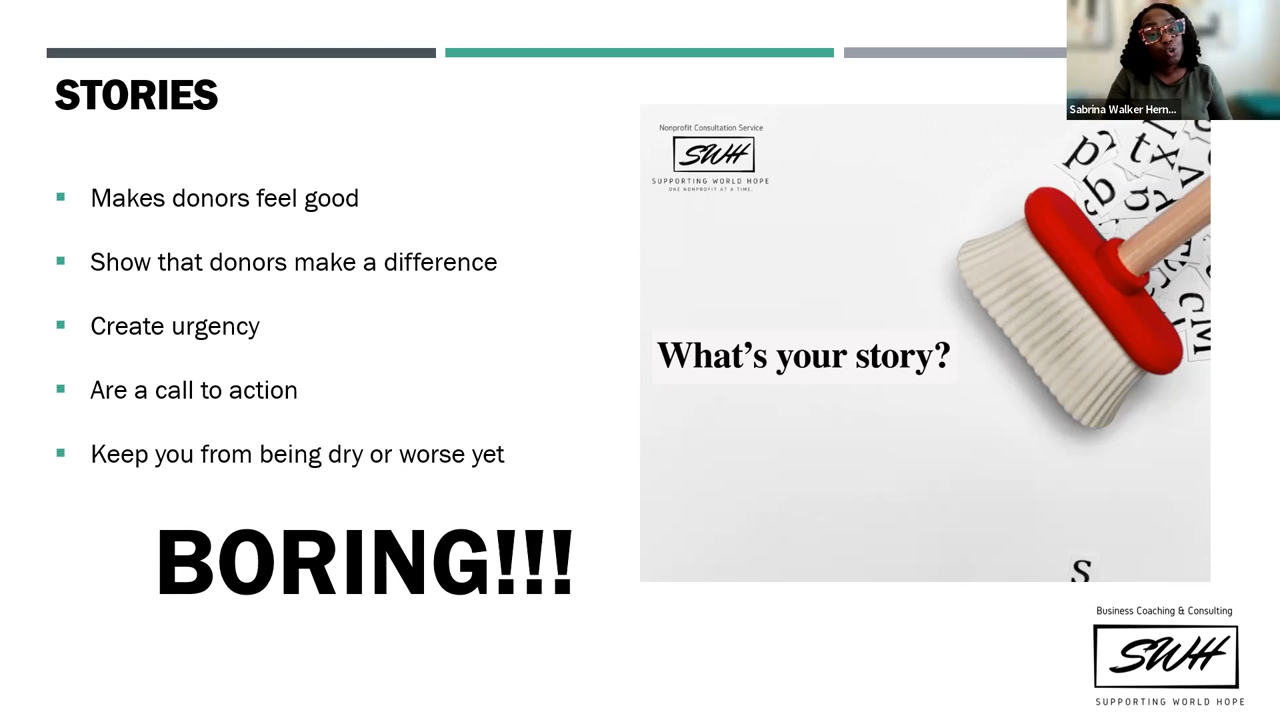 STORIES
Makes donors feel good
Show that donors make a difference
Create urgency
Are a call to action
Keep you from being dry or worse yet
BORING!!!
Nonprofit Consultation Service
SWH
SUPPORTING WORLD HOPE
ONE NONPROFIT AT A TIME.
What's your story?
p
tx
b
g
M
S
Sabrina Walker Hern...
Business Coaching & Consulting
SWH
SUPPORTING WORLD HOPE